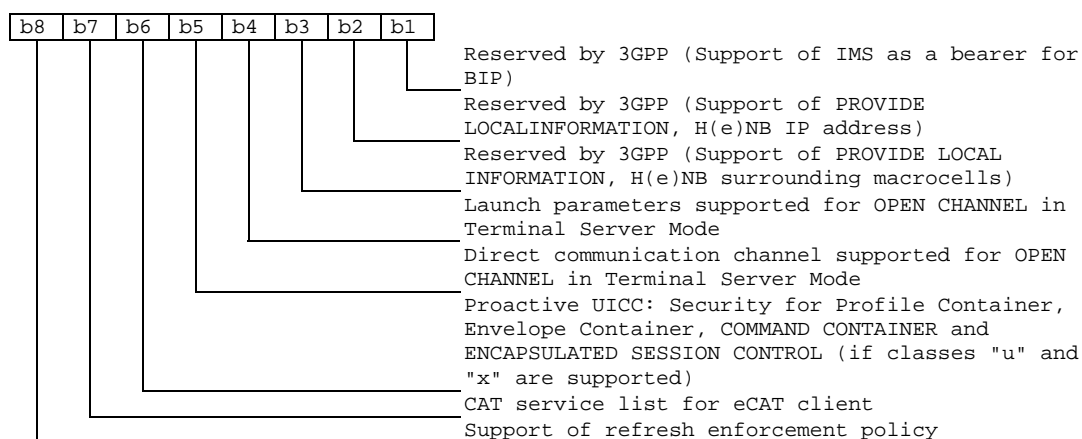 b8 b7 b6 b5 b4 b3 b2 b1
Reserved by 3GPP (Support of IMS as a bearer for
BIP)
Reserved by 3GPP (Support of PROVIDE
LOCALINFORMATION, H(e)NB IP address)
Reserved by 3GPP (Support of PROVIDE LOCAL
INFORMATION, H(e)NB surrounding macrocells)
Launch parameters supported for OPEN CHANNEL in
Terminal Server Mode
Direct communication channel supported for OPEN
CHANNEL in Terminal Server Mode
Proactive UICC: Security for Profile Container,
Envelope Container, COMMAND CONTAINER and
ENCAPSULATED SESSION CONTROL (if classes "u" and
"x" are supported)
CAT service list for eCAT client
Support of refresh enforcement policy